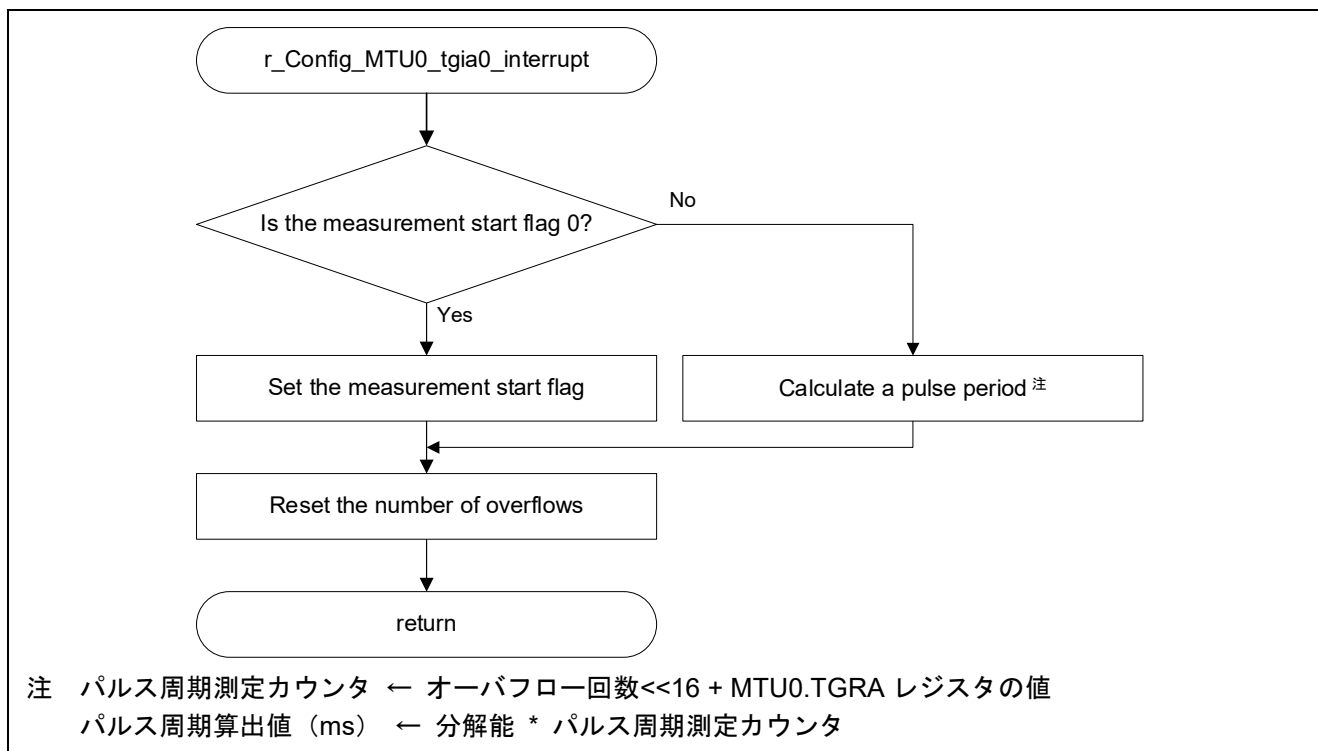 r_Config_MTU0_tgia0_interrupt
Is the measurement start flag 0?
No
Yes
Set the measurement start flag
Calculate a pulse period 注
Reset the number of overflows
return
注 パルス周期測定カウンタ ← オーバフロー回数<<16 + MTU0.TGRA レジスタの値
パルス周期算出値（ms） ← 分解能 * パルス周期測定カウンタ